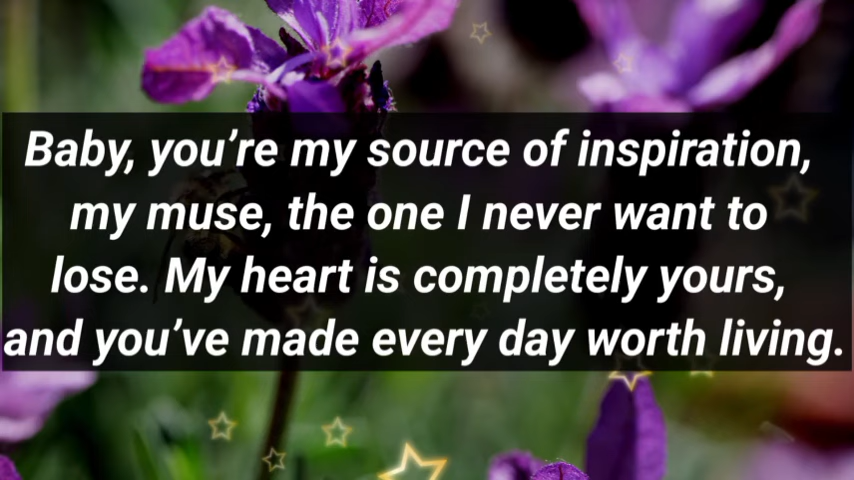 Baby, you’re my source of inspiration,
my muse, the one I never want to
lose. My heart is completely yours,
and you’ve made every day worth living.